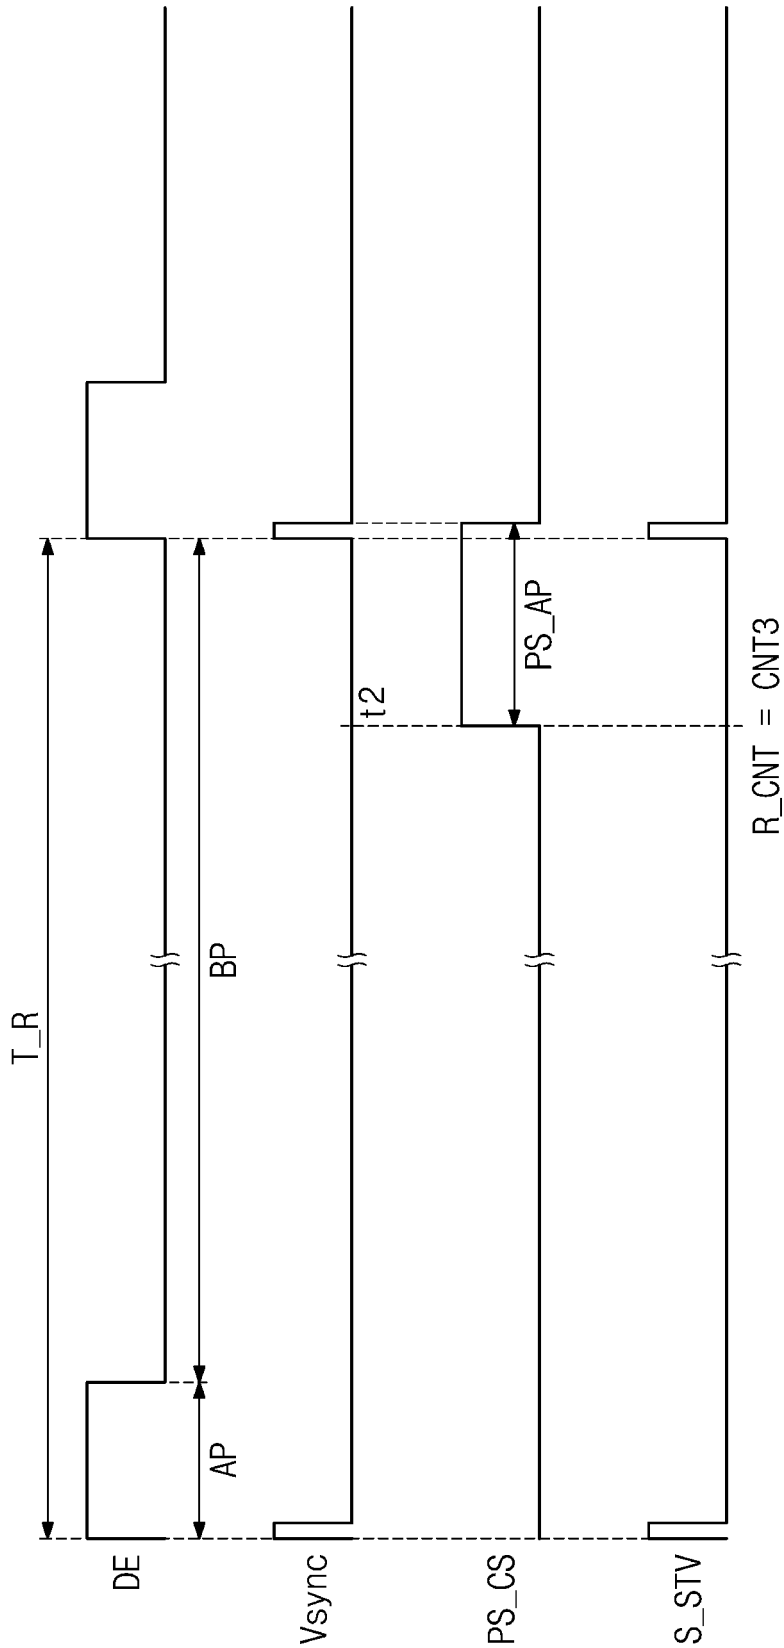 T_R
DE
AP
BP
Vsync
t2
PS_CS
PS_AP
S_STV
R_CNT = CNT3